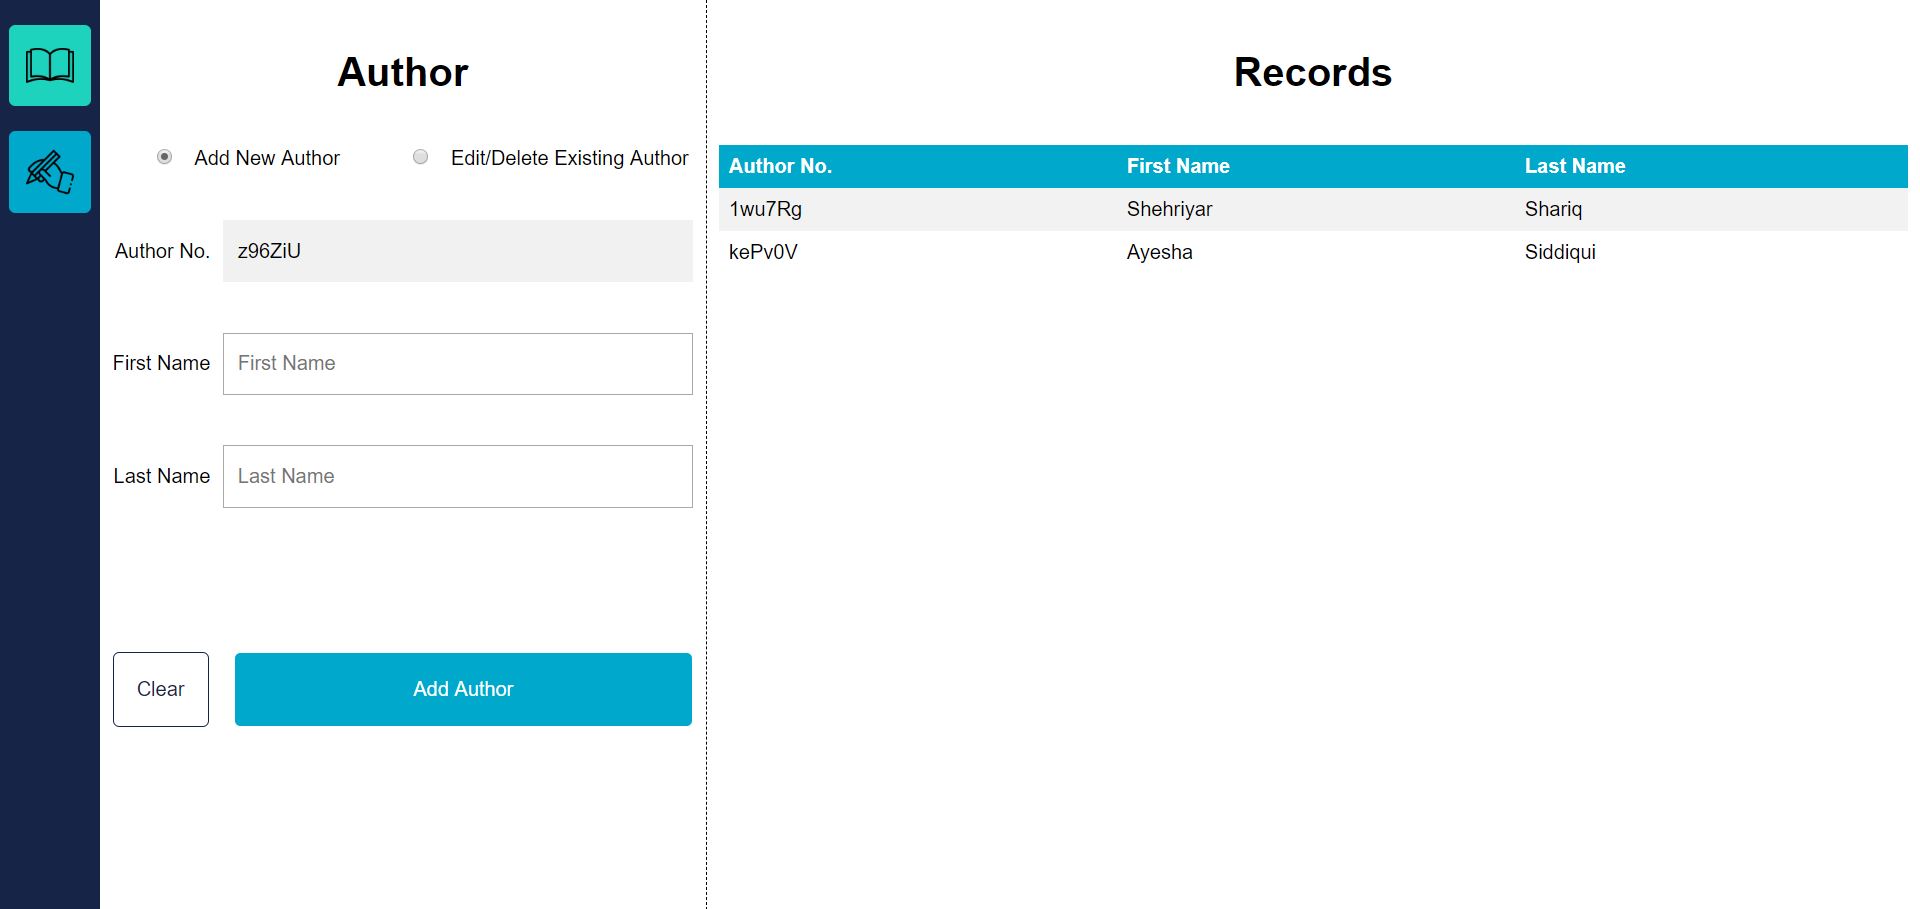 Author
Add New Author
Edit/Delete Existing Author
Author No.
z96ZiU
First Name
First Name
Last Name
Last Name
Clear
Add Author
Records
Author No. First Name Last Name
1wu7Rg Shehriyar Shariq
kePv0V Ayesha Siddiqui